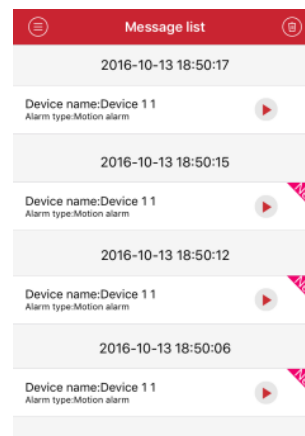 Message list
2016-10-13 18:50:17
Device name:Device 1 1
Alarm type:Motion alarm
2016-10-13 18:50:15
Device name:Device 1 1
Alarm type:Motion alarm
2016-10-13 18:50:12
Device name:Device 1 1
Alarm type:Motion alarm
2016-10-13 18:50:06
Device name:Device 1 1
Alarm type:Motion alarm